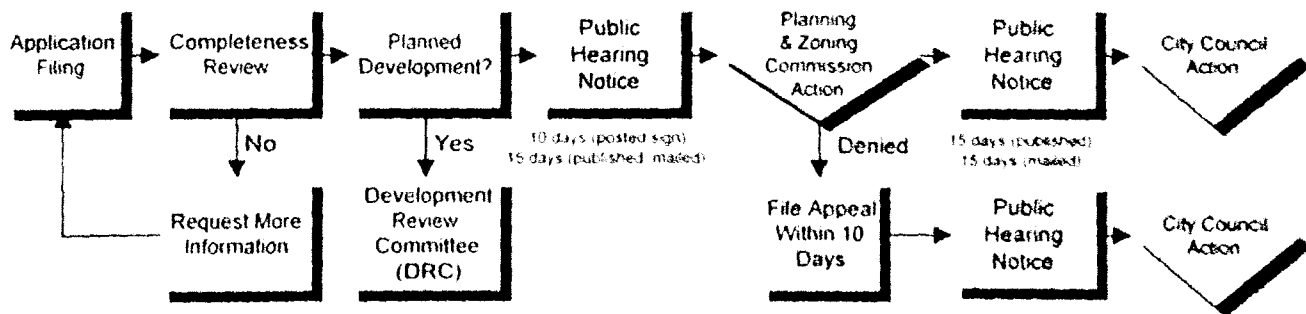 Application
Filing
Completeness
Review
Planned
Development?
Public
Hearing
Notice
Planning
& Zoning
Commission
Action
Public
Hearing
Notice
City Council
Action
No
Yes
10 days (posted sign)
15 days (published, mailed)
Denied
15 days (published)
15 days (mailed)
Request More
Information
Development
Review
Committee
(DRC)
File Appeal
Within 10
Days
Public
Hearing
Notice
City Council
Action